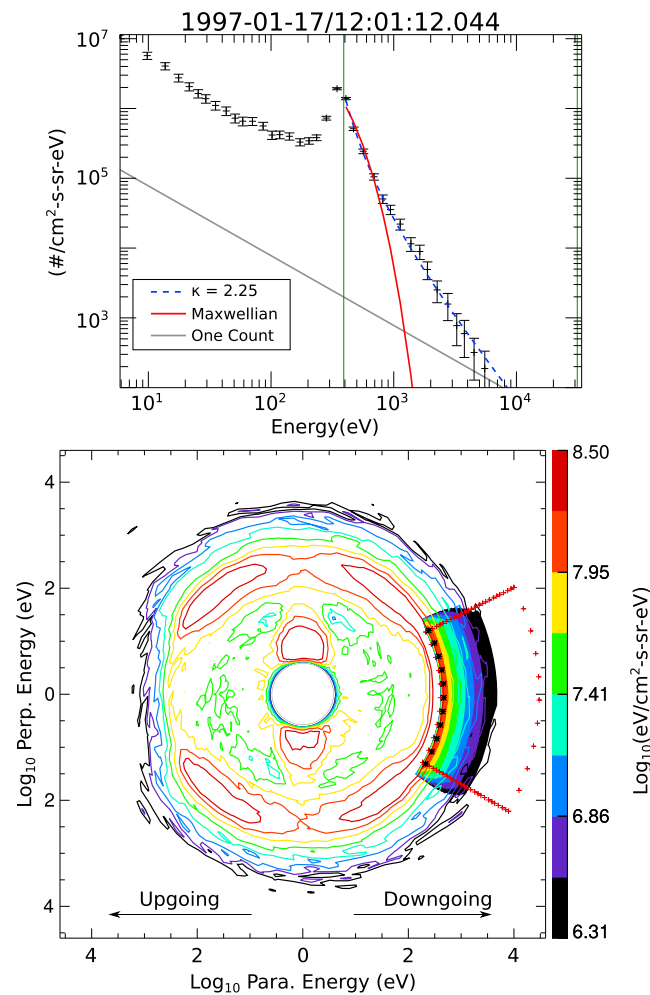 1997-01-17/12:01:12.044
10⁷
10⁵
10³
(#/cm²-s-sr-eV)
κ = 2.25
Maxwellian
One Count
10¹
10²
10³
10⁴
Energy(eV)
4
2
0
2
4
Log₁₀ Perp. Energy (eV)
Upgoing
Downgoing
4
2
0
2
4
Log₁₀ Para. Energy (eV)
8.50
7.95
7.41
6.86
6.31
Log₁₀(eV/cm²-s-sr-eV)